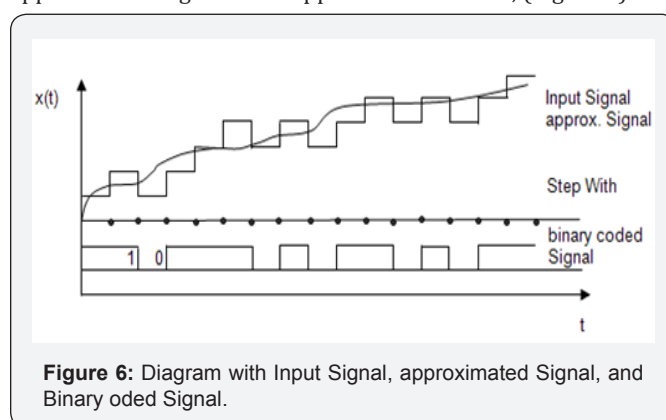 x(t)
Input Signal
approx. Signal
Step With
binary coded
Signal
1 0
t
Figure 6: Diagram with Input Signal, approximated Signal, and
Binary oded Signal.